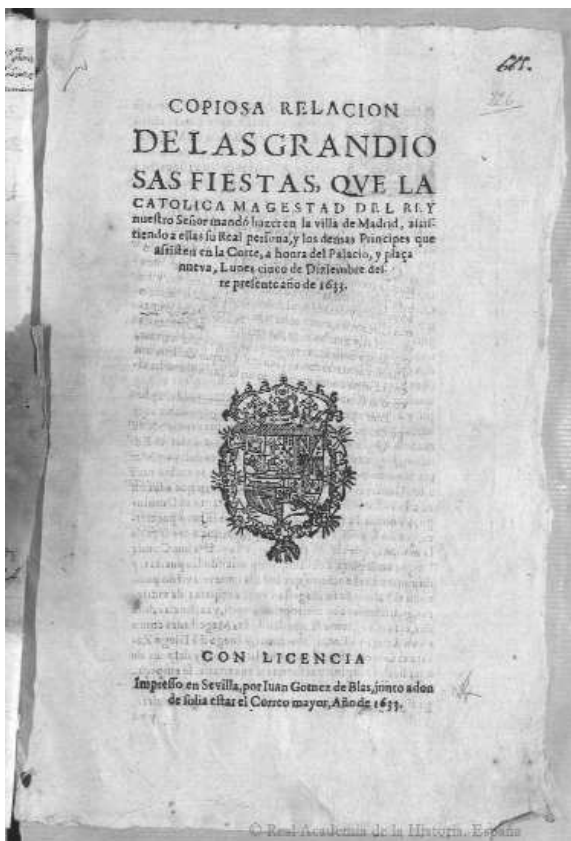 COPIOSA RELACION
DE LAS GRANDIO
SAS FIESTAS, QVE LA
CATOLICA MAGESTAD DEL REY
nuestro Señor mandó hazer en la villa de Madrid, assis-
tiendo a ellas su Real persona, y los demas Principes que
assisten en la Corte, a honra del Palacio, y plaça
nueva, Lunes cinco de Diziembre des-
te presente año de 1633.
CON LICENCIA
Impresso en Sevilla, por Iuan Gomez de Blas, junto adon
de solia estar el Correo mayor, Año de 1633.
© Real Academia de la Historia. España